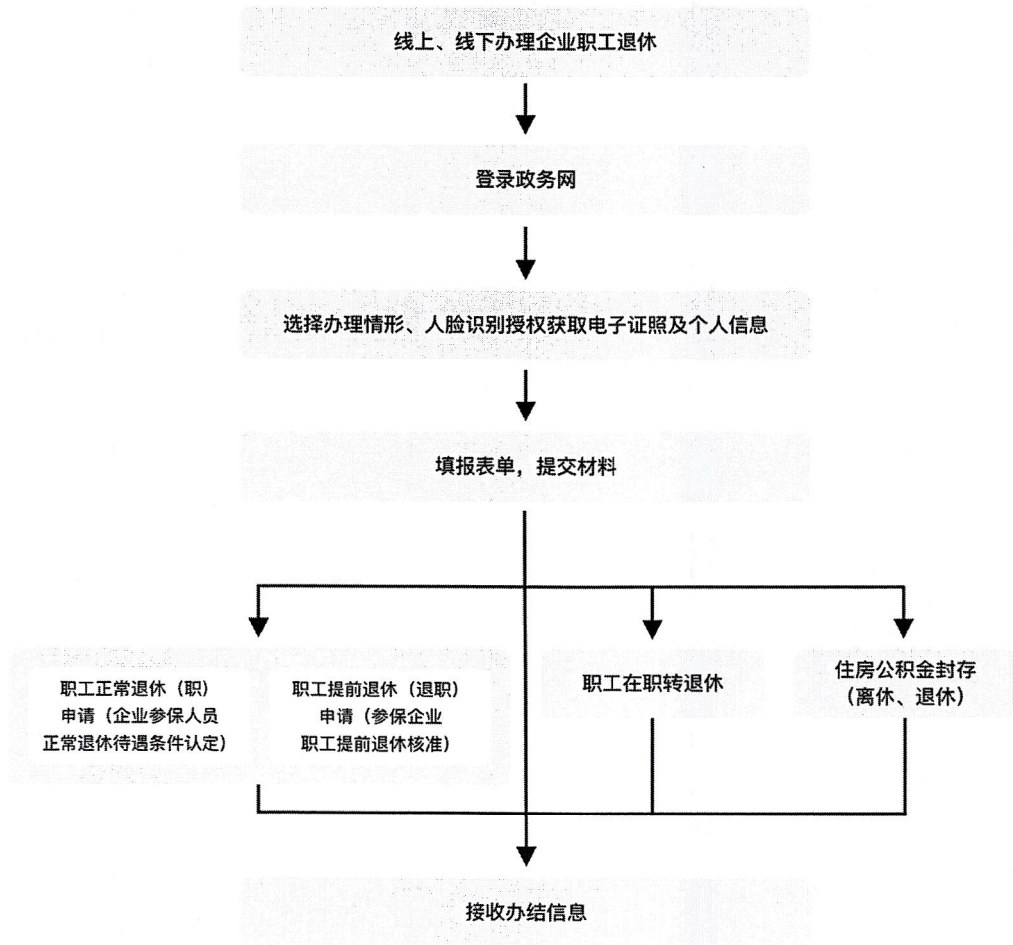 线上、线下办理企业职工退休
登录政务网
选择办理情形、人脸识别授权获取电子证照及个人信息
填报表单，提交材料
职工正常退休（职）
申请（企业参保人员
正常退休待遇条件认定）
职工提前退休（退职）
申请（参保企业
职工提前退休核准）
职工在职转退休
住房公积金封存
（离休、退休）
接收办结信息